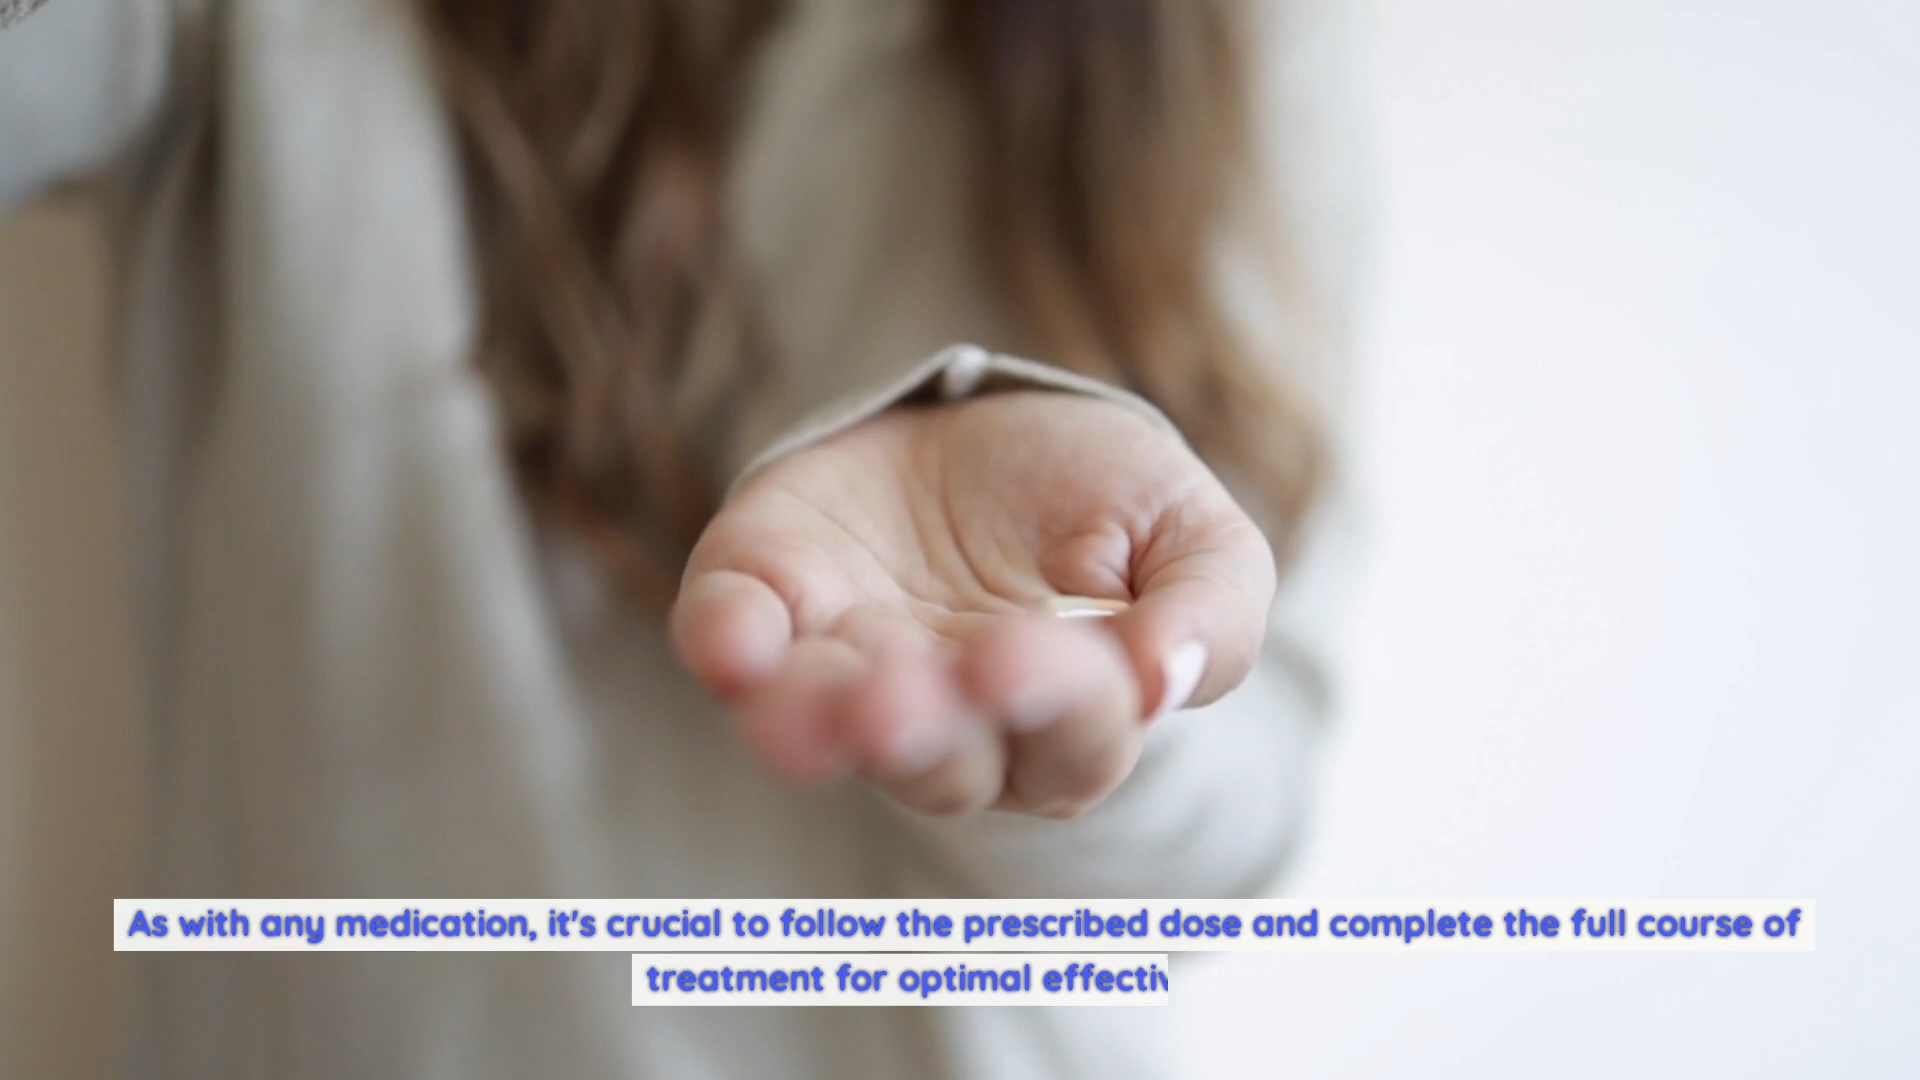 As with any medication, it's crucial to follow the prescribed dose and complete the full course of
treatment for optimal effectiv